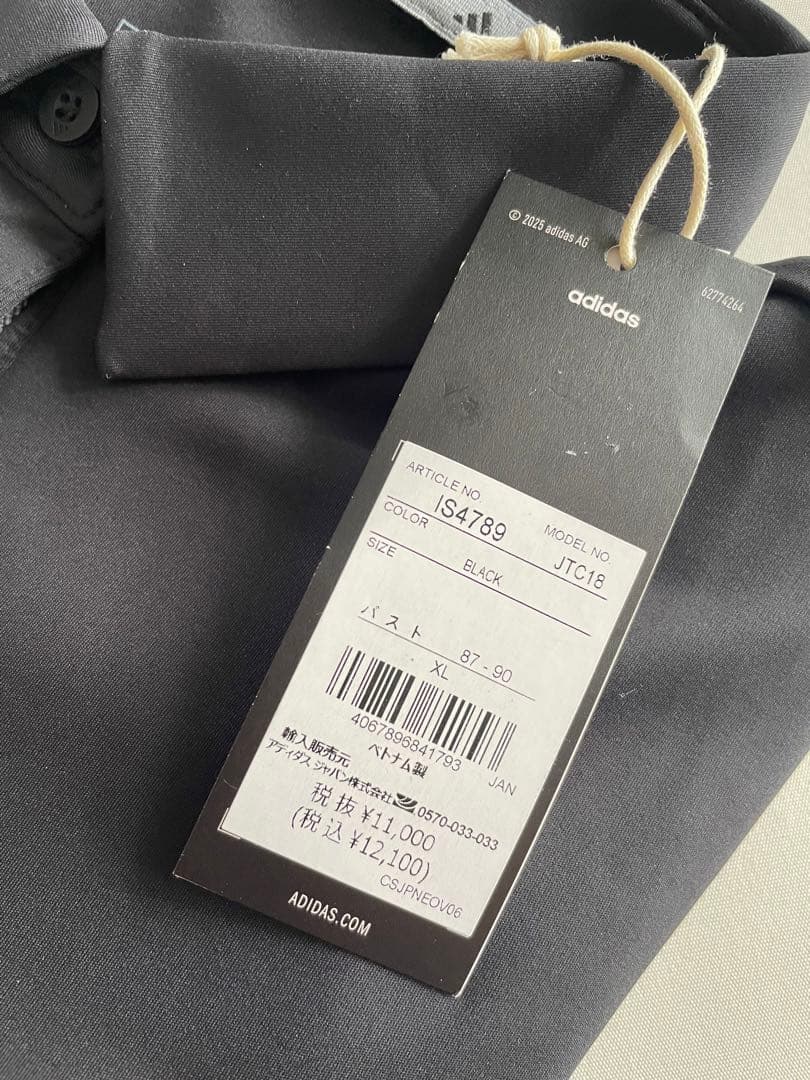 © 2025 adidas AG
62774264
adidas
ARTICLE NO.
MODEL NO.
IS4789
JTC18
COLOR
BLACK
SIZE
バスト 87 - 90
XL
4067896841793 JAN
ベトナム製
輸入販売元
アディダス ジャパン株式会社 0570-033-033
税抜 ¥11,000
(税込 ¥12,100)
CSJPNEOV06
ADIDAS.COM